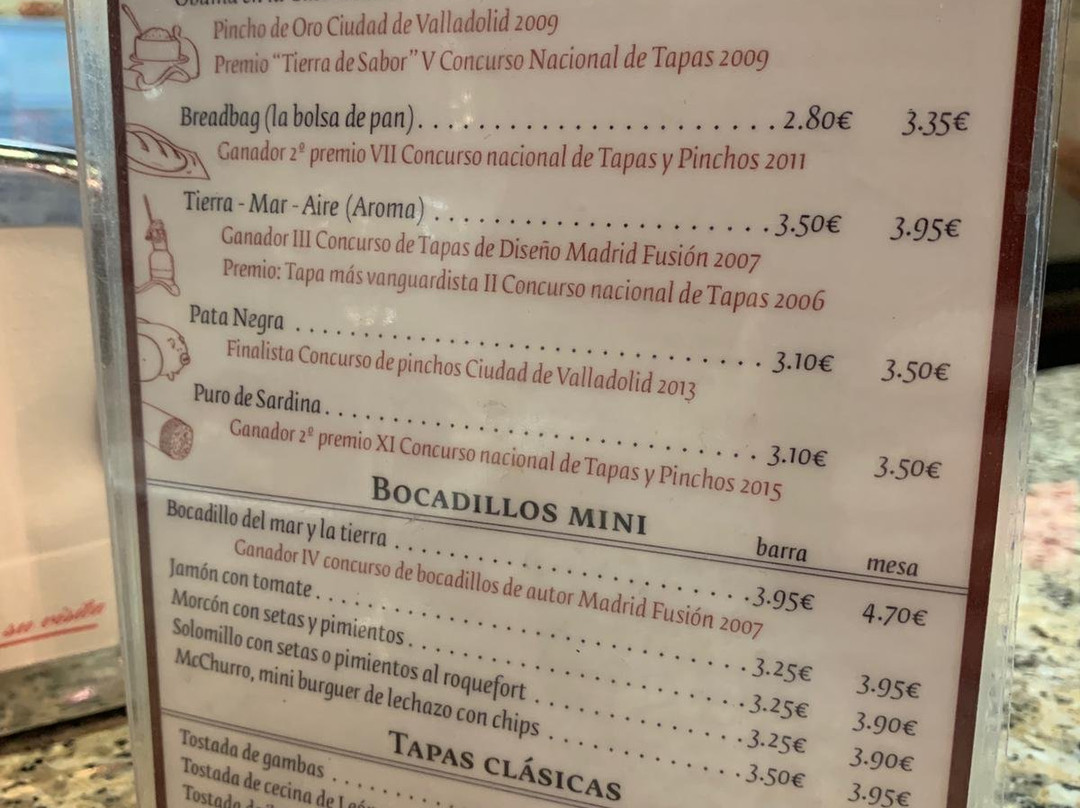 Pincho de Oro Ciudad de Valladolid 2009
Premio "Tierra de Sabor" V Concurso Nacional de Tapas 2009
Breadbag (la bolsa de pan). . . . . . . . . . . . . . . . . . . . . . . 2.80€ 3.35€
Ganador 2º premio VII Concurso nacional de Tapas y Pinchos 2011
Tierra - Mar - Aire (Aroma) . . . . . . . . . . . . . . . . . . . . . . 3.50€ 3.95€
Ganador III Concurso de Tapas de Diseño Madrid Fusión 2007
Premio: Tapa más vanguardista II Concurso nacional de Tapas 2006
Pata Negra . . . . . . . . . . . . . . . . . . . . . . . . . . . . . . . . . . 3.10€ 3.50€
Finalista Concurso de pinchos Ciudad de Valladolid 2013
Puro de Sardina . . . . . . . . . . . . . . . . . . . . . . . . . . . . . . . 3.10€ 3.50€
Ganador 2º premio XI Concurso nacional de Tapas y Pinchos 2015
BOCADILLOS MINI barra mesa
Bocadillo del mar y la tierra . . . . . . . . . . . . . . . . . . . . . . . . 3.95€ 4.70€
Ganador IV concurso de bocadillos de autor Madrid Fusión 2007
Jamón con tomate . . . . . . . . . . . . . . . . . . . . . . . . . . . . . 3.25€ 3.95€
Morcón con setas y pimientos. . . . . . . . . . . . . . . . . . . . . . . 3.25€ 3.90€
Solomillo con setas o pimientos al roquefort . . . . . . . . . . . . . . 3.25€ 3.90€
McChurro, mini burguer de lechazo con chips . . . . . . . . . . . . . 3.50€ 3.95€
TAPAS CLÁSICAS
Tostada de gambas . . . . . . . . .
Tostada de cecina de
Tostada
su visita